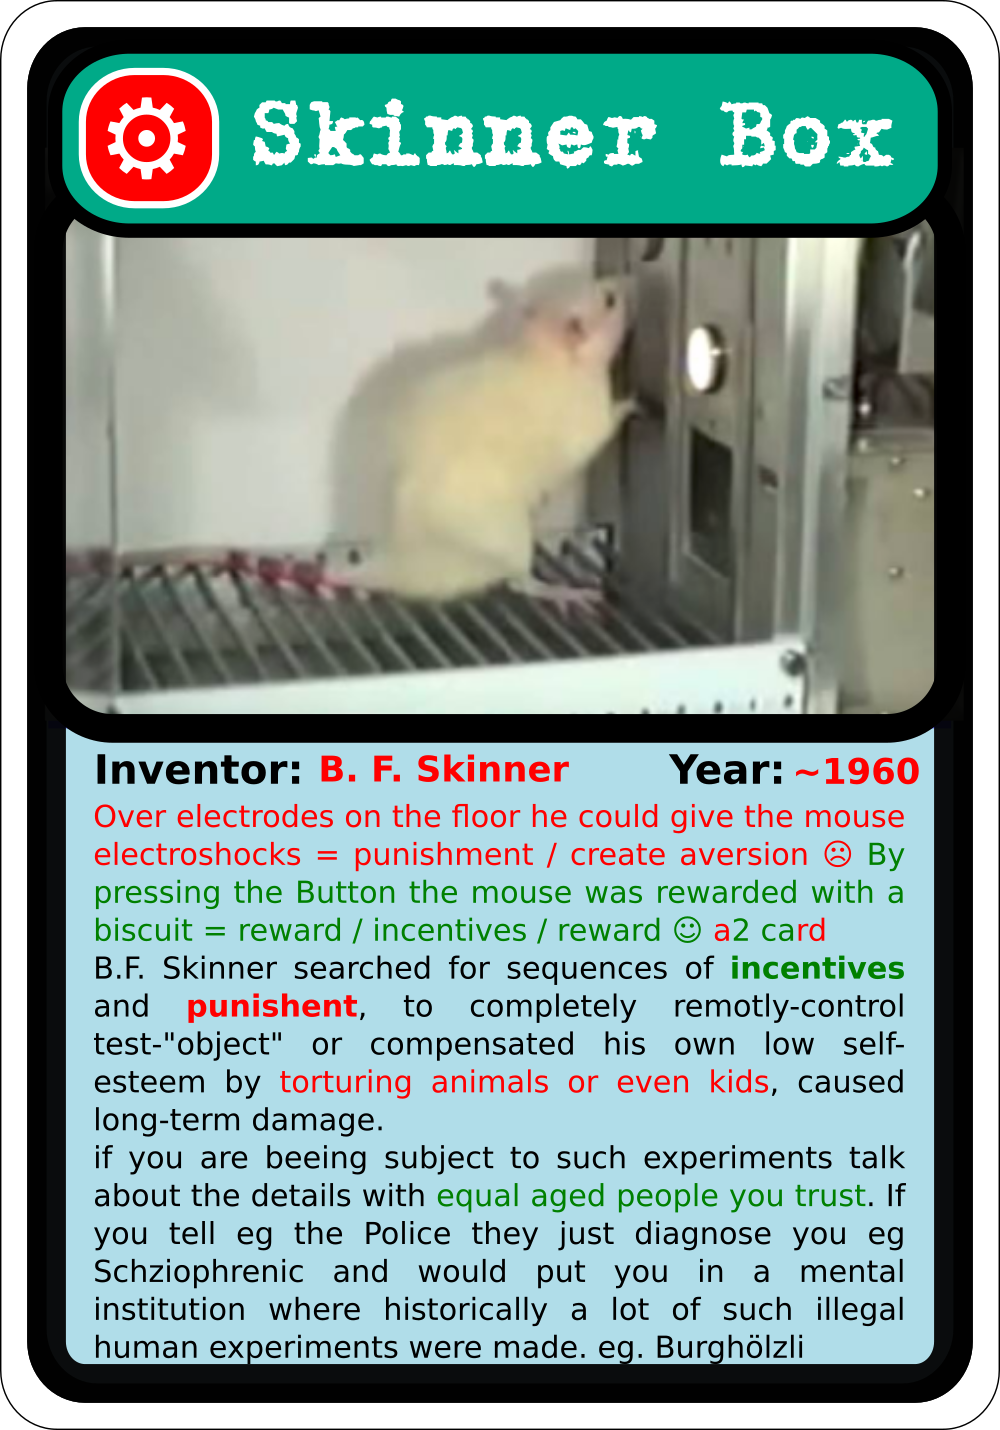 Skinner Box
Inventor: B. F. Skinner Year: ~1960
Over electrodes on the floor he could give the mouse
electroshocks = punishment / create aversion ☹ By
pressing the Button the mouse was rewarded with a
biscuit = reward / incentives / reward ☺ a2 card
B.F. Skinner searched for sequences of incentives
and punishent, to completely remotly-control
test-"object" or compensated his own low self-
esteem by torturing animals or even kids, caused
long-term damage.
if you are beeing subject to such experiments talk
about the details with equal aged people you trust. If
you tell eg the Police they just diagnose you eg
Schziophrenic and would put you in a mental
institution where historically a lot of such illegal
human experiments were made. eg. Burghölzli